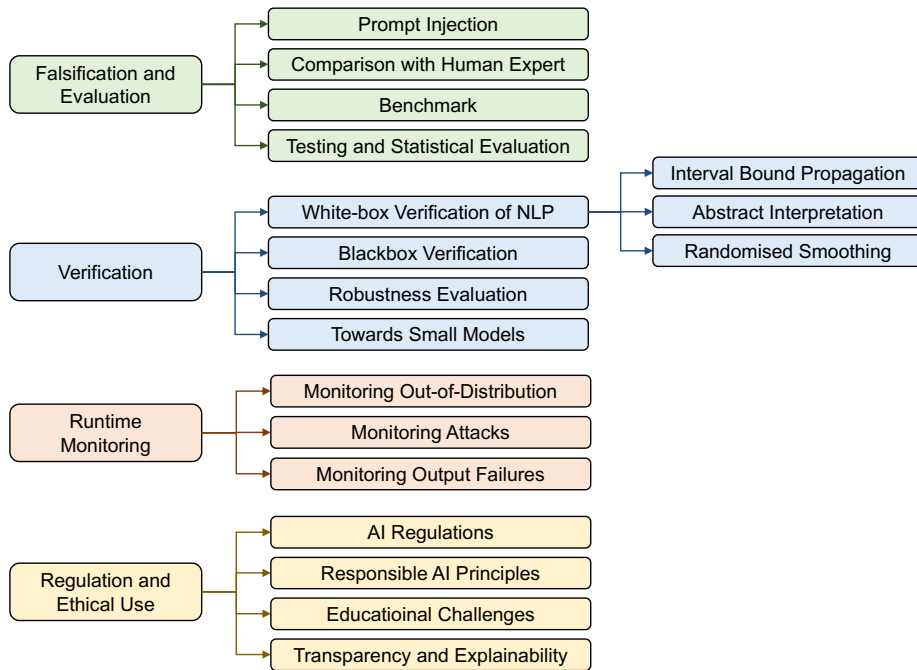 Falsification and
Evaluation
Prompt Injection
Comparison with Human Expert
Benchmark
Testing and Statistical Evaluation
Verification
White-box Verification of NLP
Blackbox Verification
Robustness Evaluation
Towards Small Models
Interval Bound Propagation
Abstract Interpretation
Randomised Smoothing
Runtime
Monitoring
Monitoring Out-of-Distribution
Monitoring Attacks
Monitoring Output Failures
Regulation and
Ethical Use
AI Regulations
Responsible AI Principles
Educatioinal Challenges
Transparency and Explainability